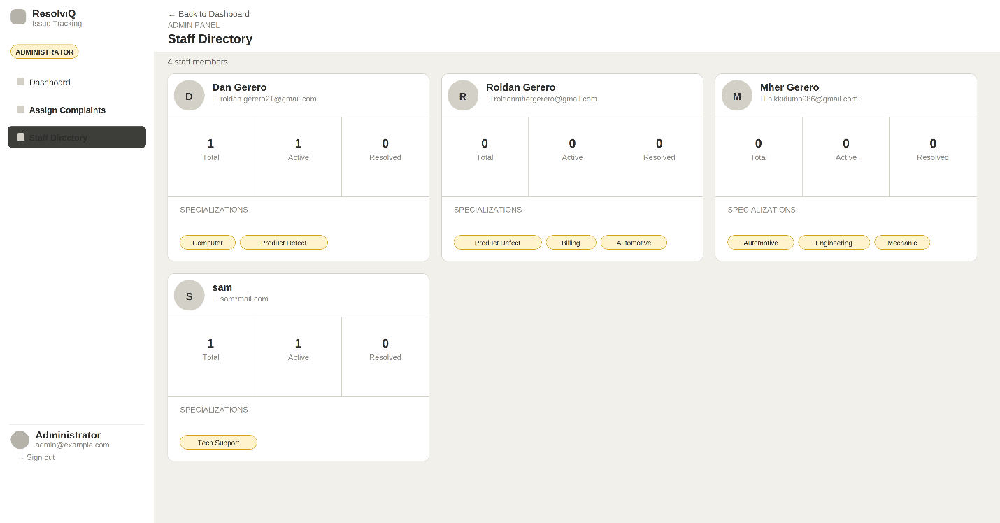 ResolviQ
Issue Tracking
ADMINISTRATOR
Dashboard
Assign Complaints
Staff Directory
Administrator
admin@example.com
→ Sign out
← Back to Dashboard
ADMIN PANEL
Staff Directory
4 staff members
D
Dan Gerero
roldan.gerero21@gmail.com
1 1 0
Total Active Resolved
SPECIALIZATIONS
Computer Product Defect
R
Roldan Gerero
roldanmhergerero@gmail.com
0 0 0
Total Active Resolved
SPECIALIZATIONS
Product Defect Billing Automotive
M
Mher Gerero
nikkidump986@gmail.com
0 0 0
Total Active Resolved
SPECIALIZATIONS
Automotive Engineering Mechanic
S
sam
sam*mail.com
1 1 0
Total Active Resolved
SPECIALIZATIONS
Tech Support